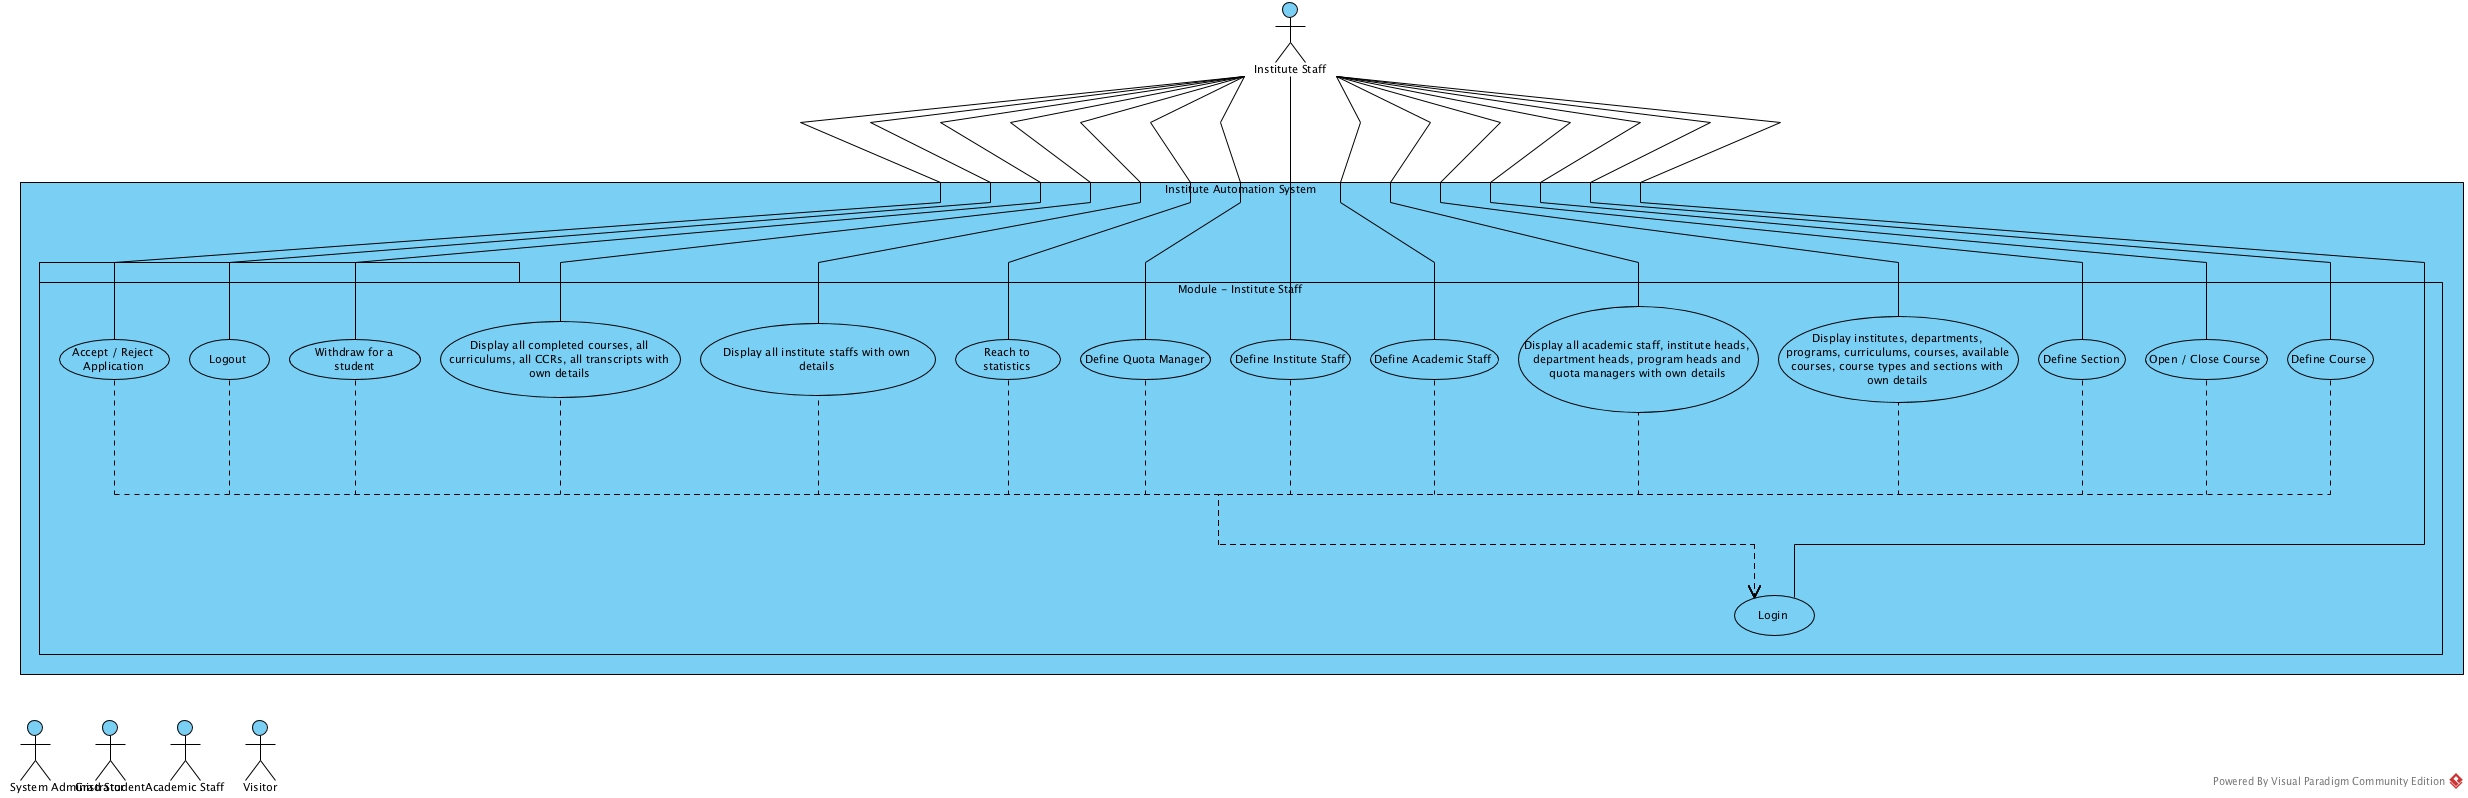 Institute Staff
Institute Automation System
Module - Institute Staff
Accept / Reject
Application
Logout
Withdraw for a
student
Display all completed courses, all
curriculums, all CCRs, all transcripts with
own details
Display all institute staffs with own
details
Reach to
statistics
Define Quota Manager
Define Institute Staff
Define Academic Staff
Display all academic staff, institute heads,
department heads, program heads and
quota managers with own details
Display institutes, departments,
programs, curriculums, courses, available
courses, course types and sections with
own details
Define Section
Open / Close Course
Define Course
Login
System Administrator
Grad Student
Academic Staff
Visitor
Powered By Visual Paradigm Community Edition